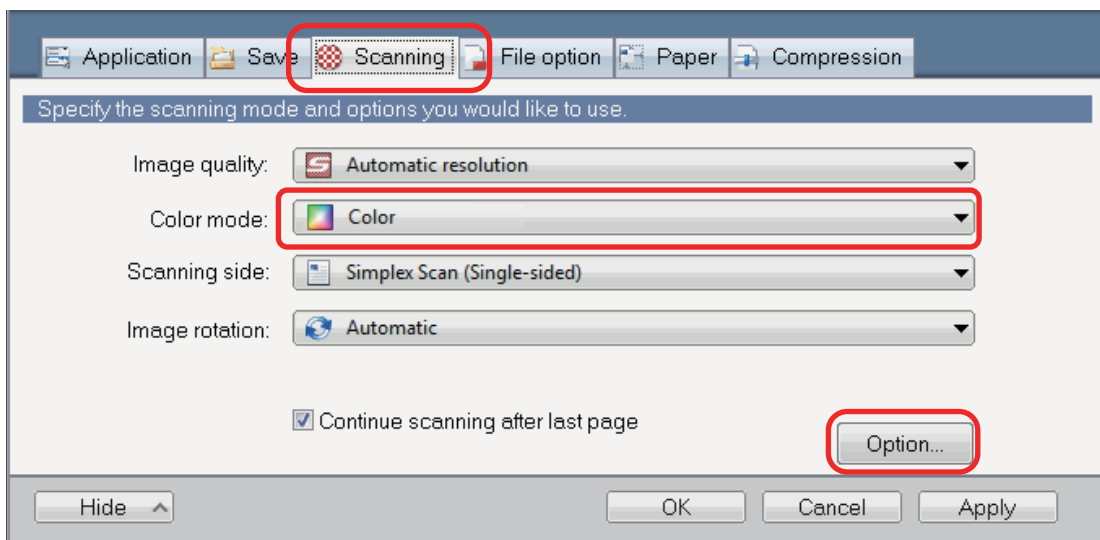 Application Save Scanning File option Paper Compression
Specify the scanning mode and options you would like to use.
Image quality: Automatic resolution
Color mode: Color
Scanning side: Simplex Scan (Single-sided)
Image rotation: Automatic
Continue scanning after last page
Option...
Hide OK Cancel Apply